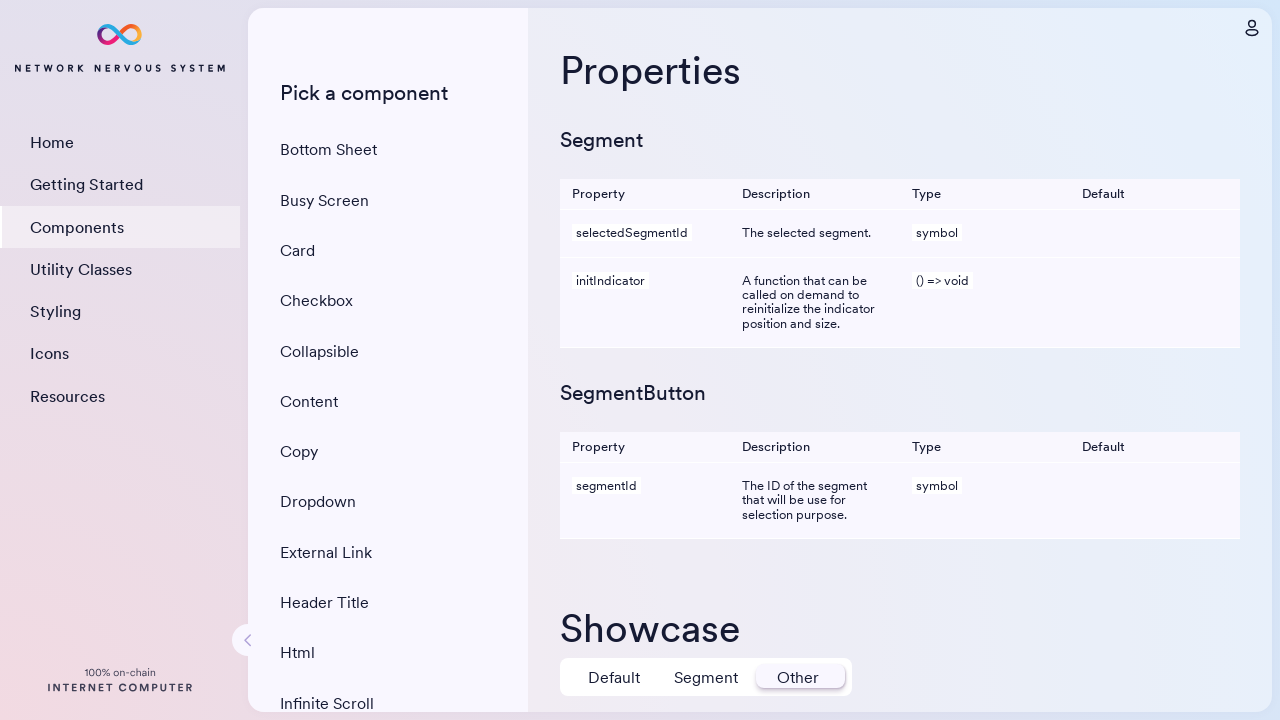 NETWORK NERVOUS SYSTEM
Home
Getting Started
Components
Utility Classes
Styling
Icons
Resources
100% on-chain
INTERNET COMPUTER
Pick a component
Bottom Sheet
Busy Screen
Card
Checkbox
Collapsible
Content
Copy
Dropdown
External Link
Header Title
Html
Infinite Scroll
Properties
Segment
Property Description Type Default
selectedSegmentId The selected segment. symbol
initIndicator A function that can be () => void
called on demand to
reinitialize the indicator
position and size.
SegmentButton
Property Description Type Default
segmentId The ID of the segment symbol
that will be use for
selection purpose.
Showcase
Default Segment Other